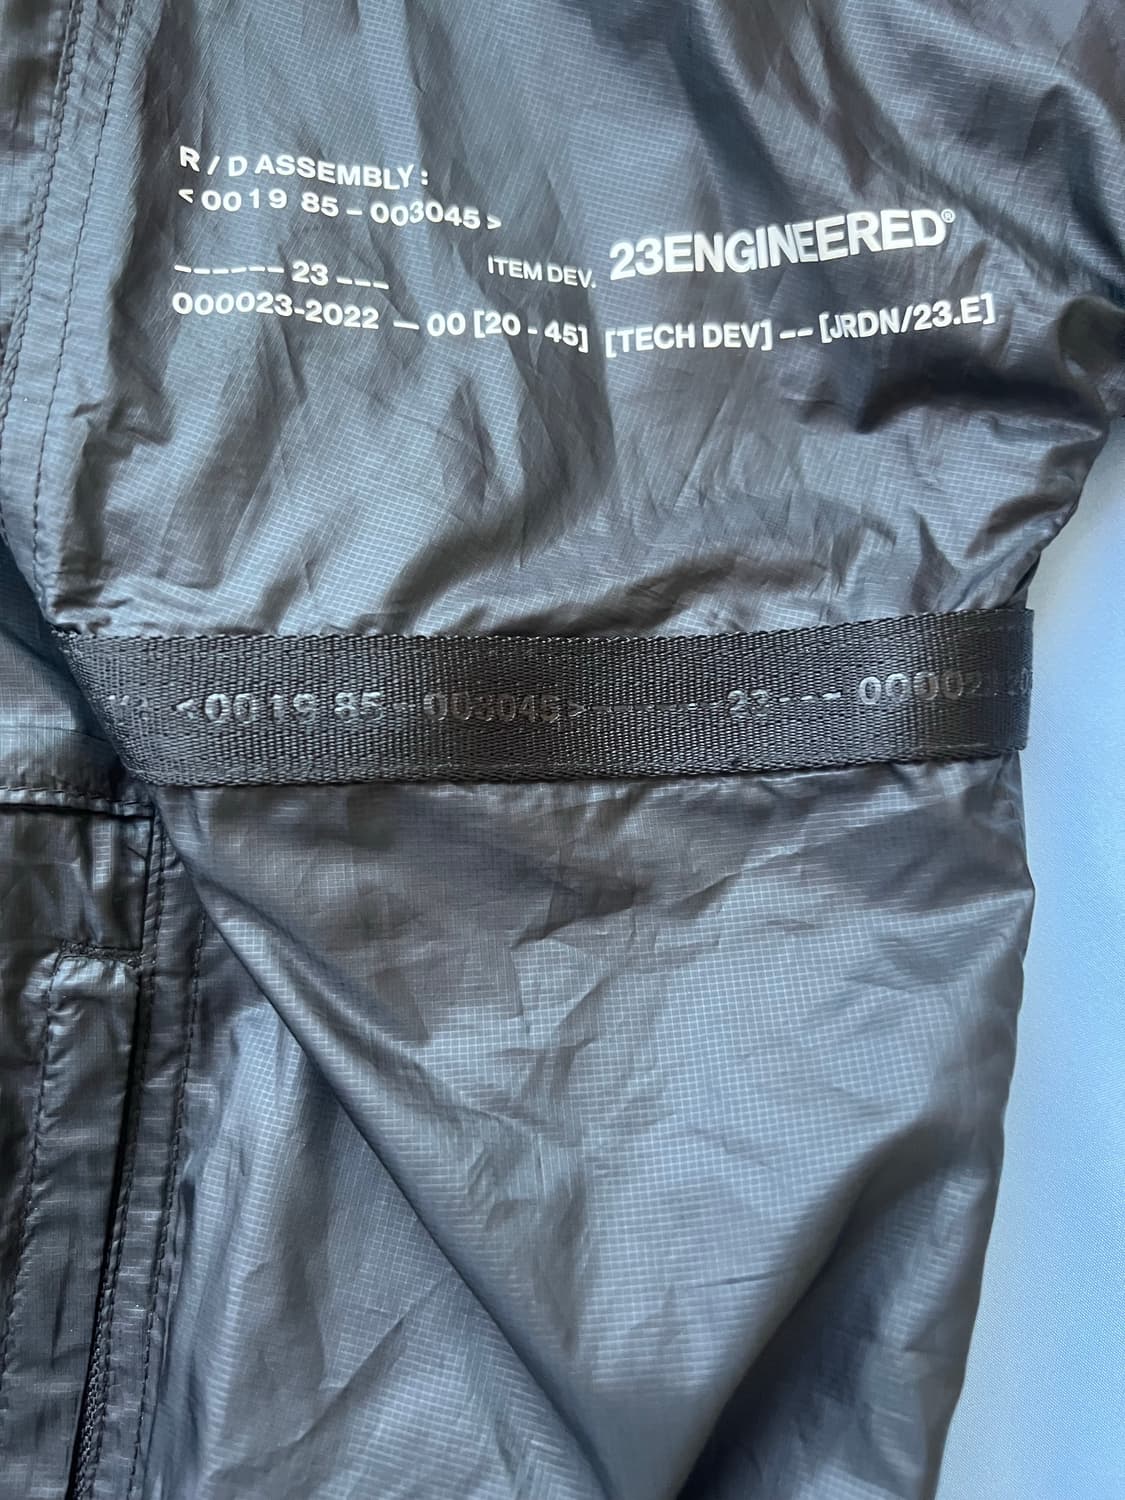 R / D ASSEMBLY :
< 0019 85 - 003045 >
------ 23 --- ITEM DEV. 23ENGINEERED®
000023-2022 — 00 [20 - 45] [TECH DEV] -- [JRDN/23.E]
<0019 85 - 003045>------- 23--- 00002